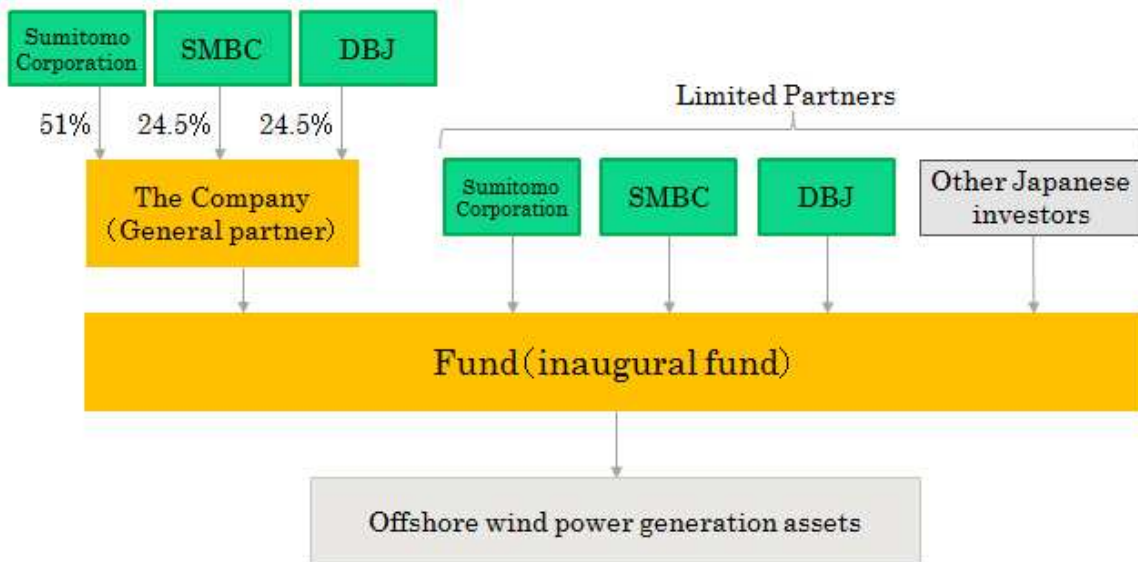 Sumitomo
Corporation
SMBC
DBJ
51%
24.5%
24.5%
Limited Partners
The Company
(General partner)
Sumitomo
Corporation
SMBC
DBJ
Other Japanese
investors
Fund(inaugural fund)
Offshore wind power generation assets